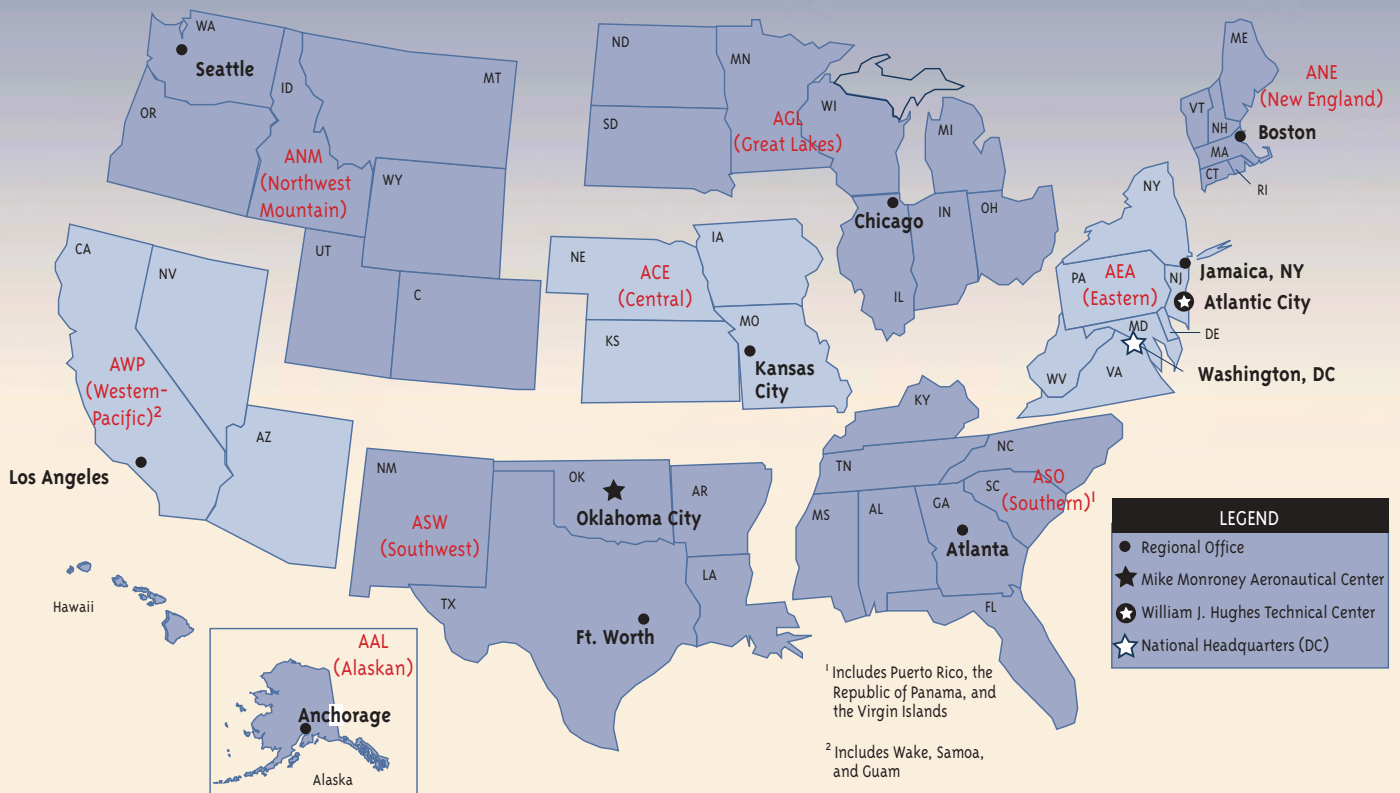 WA
Seattle
OR
ID
MT
ANM
(Northwest
Mountain)
WY
UT
C
ND
MN
SD
WI
MI
AGL
(Great Lakes)
Chicago
IL
IN
OH
ME
VT
NH
MA
CT
RI
ANE
(New England)
Boston
NY
PA
NJ
AEA
(Eastern)
Jamaica, NY
Atlantic City
MD
DE
WV
VA
Washington, DC
CA
NV
AWP
(Western-
Pacific)²
AZ
Los Angeles
Hawaii
NE
IA
ACE
(Central)
KS
MO
Kansas
City
NM
OK
AR
Oklahoma City
ASW
(Southwest)
TX
LA
Ft. Worth
KY
TN
NC
SC
ASO
(Southern)¹
MS
AL
GA
Atlanta
FL
AAL
(Alaskan)
Anchorage
Alaska
¹ Includes Puerto Rico, the
Republic of Panama, and
the Virgin Islands
² Includes Wake, Samoa,
and Guam
LEGEND
Regional Office
Mike Monroney Aeronautical Center
William J. Hughes Technical Center
National Headquarters (DC)